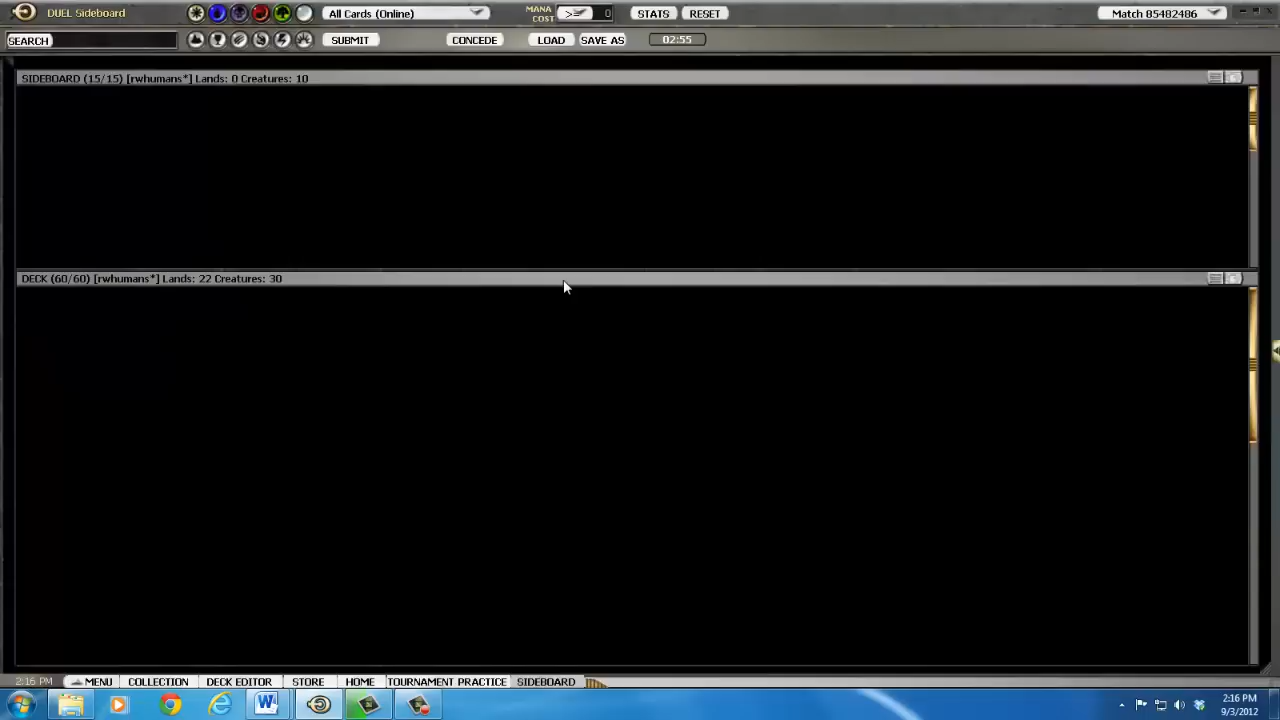 DUEL Sideboard
All Cards (Online)
MANA COST >= 0
STATS
RESET
Match 85482486
SEARCH
SUBMIT
CONCEDE
LOAD
SAVE AS
02:55
SIDEBOARD (15/15) [rwhumans*] Lands: 0 Creatures: 10
DECK (60/60) [rwhumans*] Lands: 22 Creatures: 30
2:16 PM
MENU
COLLECTION
DECK EDITOR
STORE
HOME
TOURNAMENT PRACTICE
SIDEBOARD
2:16 PM
9/3/2012